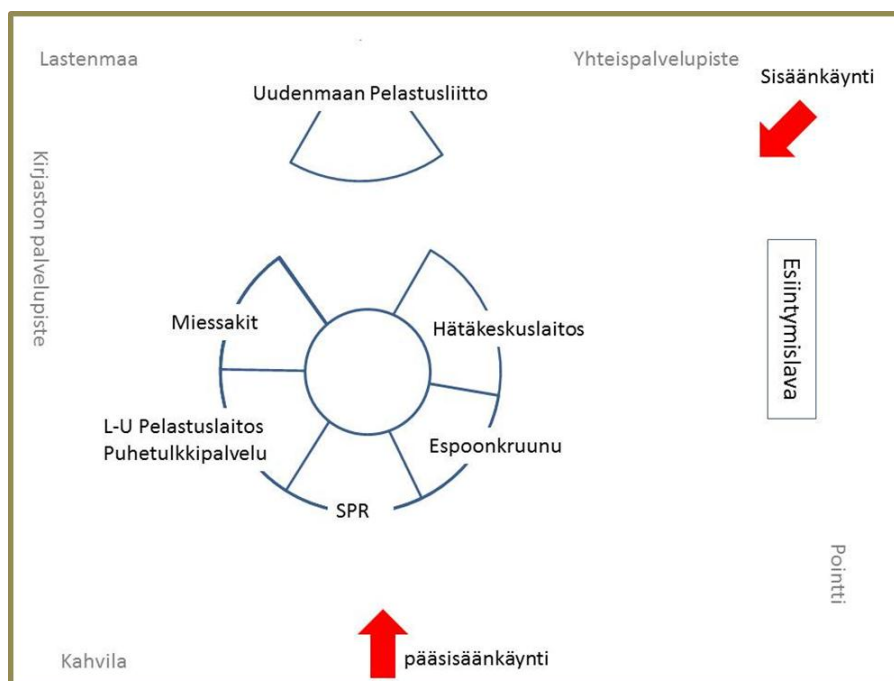 Lastenmaa
Yhteispalvelupiste
Sisäänkäynti
Uudenmaan Pelastusliitto
Kirjaston palvelupiste
Esiintymislava
Miessakit
Hätäkeskuslaitos
L-U Pelastuslaitos
Puhetulkkipalvelu
Espoonkruunu
SPR
Pointti
Kahvila
pääsisäänkäynti